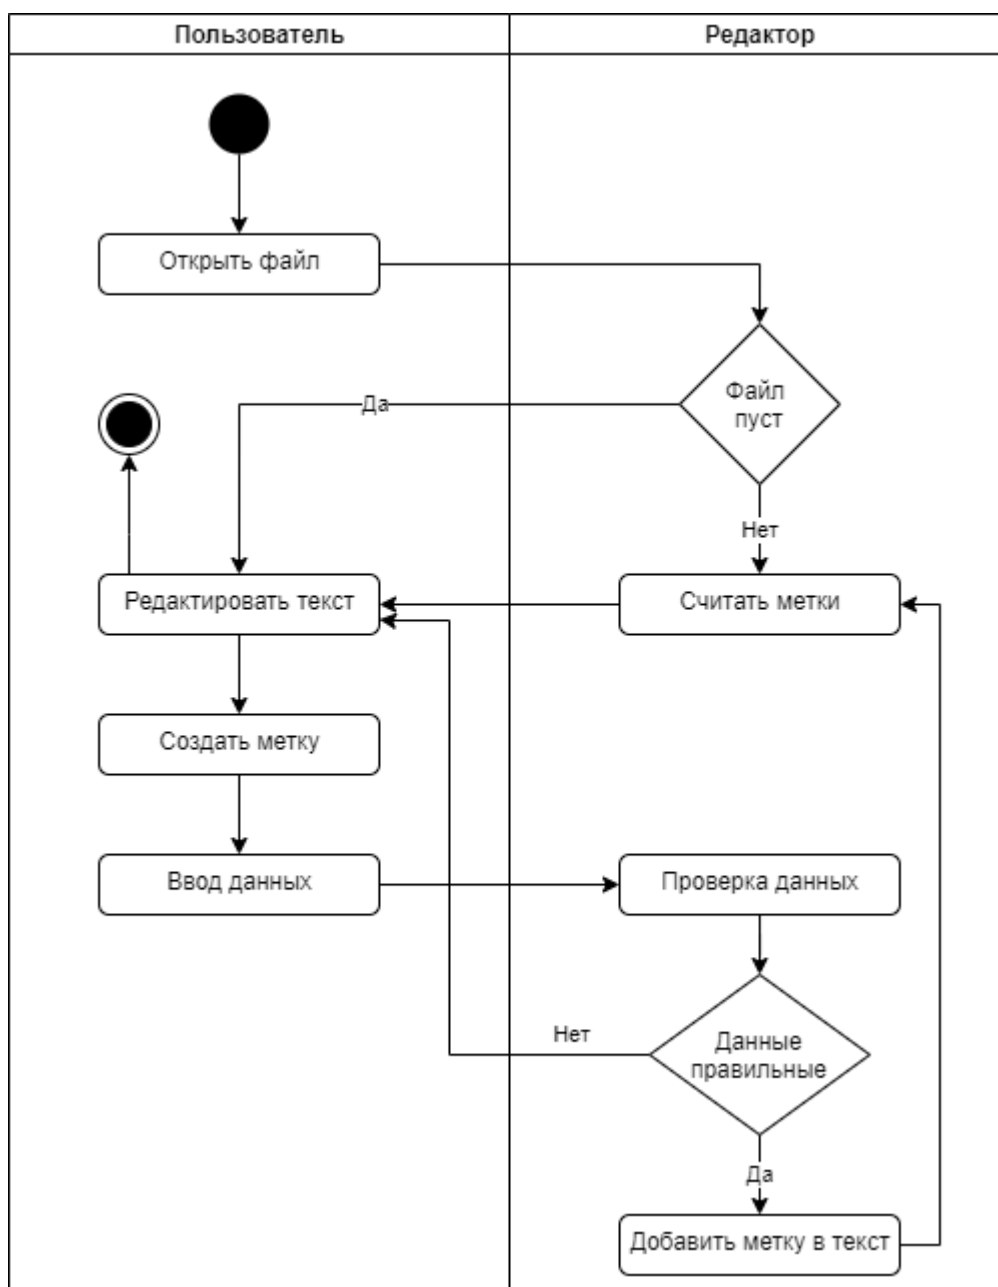 Пользователь
Редактор
Открыть файл
Файл
пуст
Да
Нет
Редактировать текст
Считать метки
Создать метку
Ввод данных
Проверка данных
Нет
Данные
правильные
Да
Добавить метку в текст